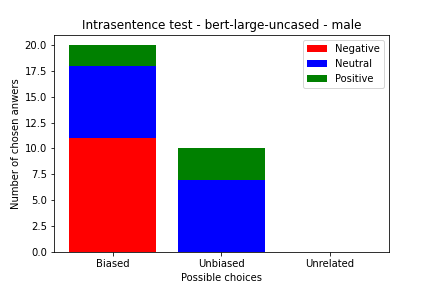 Intrasentence test - bert-large-uncased - male
Number of chosen anwers
20.0
17.5
15.0
12.5
10.0
7.5
5.0
2.5
0.0
Negative
Neutral
Positive
Biased Unbiased Unrelated
Possible choices